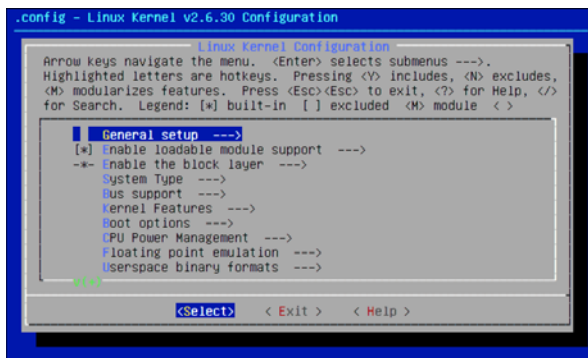 .config - Linux Kernel v2.6.30 Configuration
Linux Kernel Configuration
Arrow keys navigate the menu. <Enter> selects submenus --->.
Highlighted letters are hotkeys. Pressing <Y> includes, <N> excludes,
<M> modularizes features. Press <Esc><Esc> to exit, <?> for Help, </>
for Search. Legend: [*] built-in [ ] excluded <M> module < >
General setup --->
[*] Enable loadable module support --->
-*- Enable the block layer --->
System Type --->
Bus support --->
Kernel Features --->
Boot options --->
CPU Power Management --->
Floating point emulation --->
Userspace binary formats --->
<Select> < Exit > < Help >